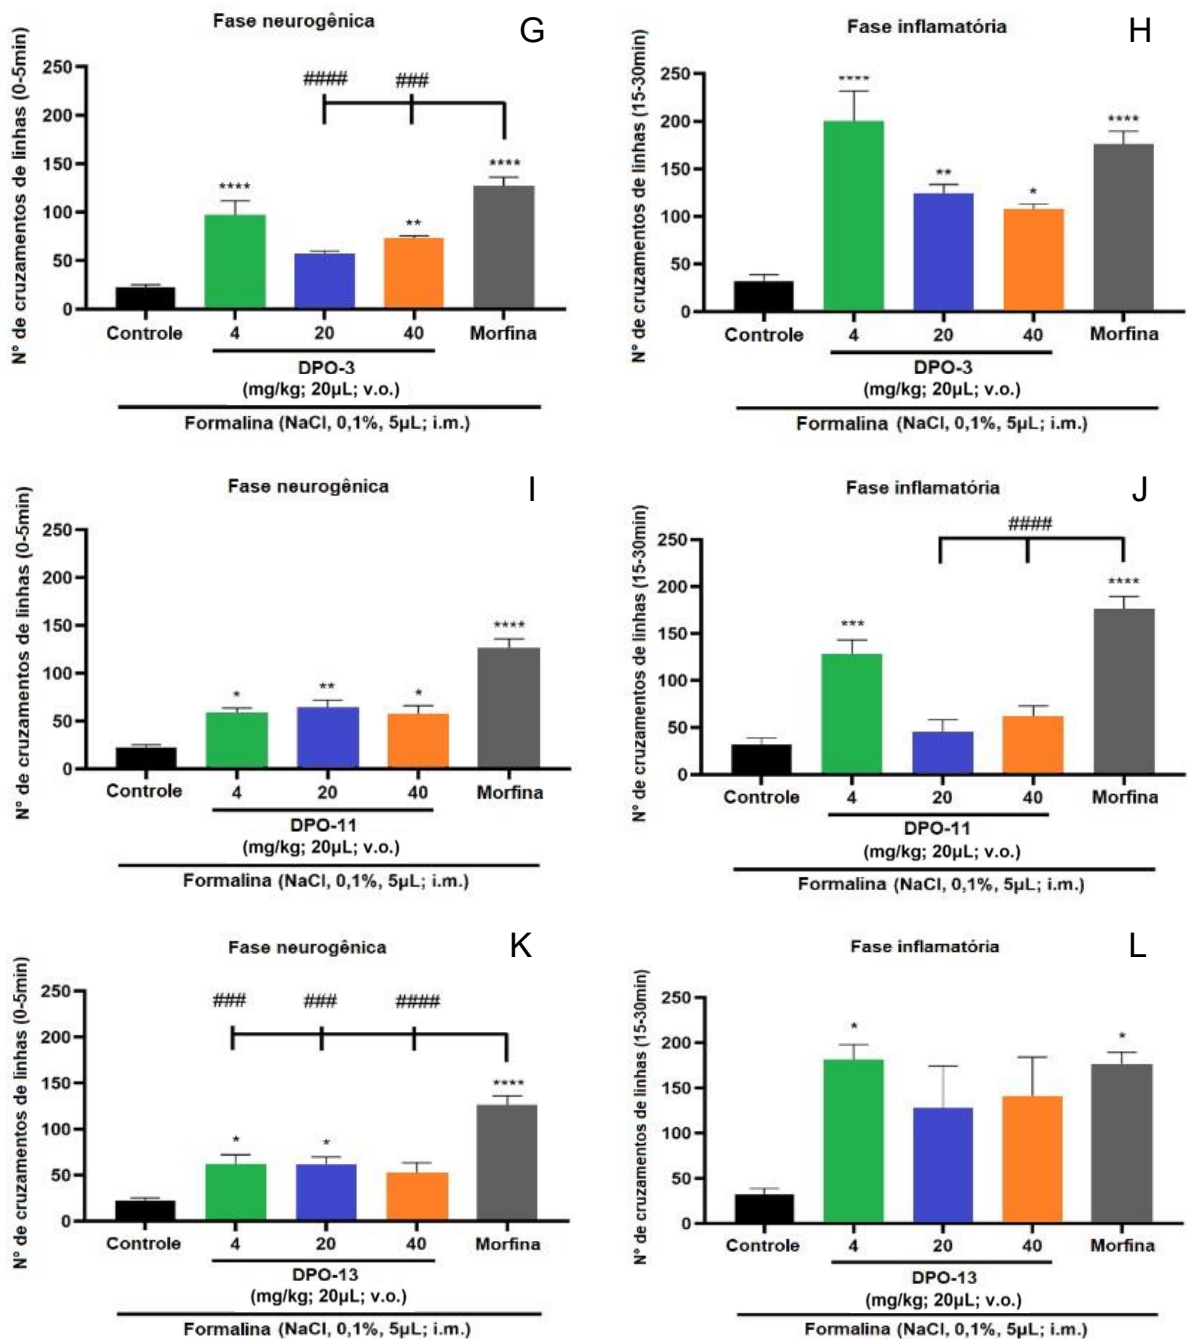 Fase neurogênica
G
N° de cruzamentos de linhas (0-5min)
250
200
150
100
50
0
####
###
****
**
****
Controle
4
20
40
Morfina
DPO-3
(mg/kg; 20µL; v.o.)
Formalina (NaCl, 0,1%, 5µL; i.m.)
Fase inflamatória
H
N° de cruzamentos de linhas (15-30min)
250
200
150
100
50
0
****
**
*
****
Controle
4
20
40
Morfina
DPO-3
(mg/kg; 20µL; v.o.)
Formalina (NaCl, 0,1%, 5µL; i.m.)
Fase neurogênica
I
N° de cruzamentos de linhas (0-5min)
250
200
150
100
50
0
*
**
*
****
Controle
4
20
40
Morfina
DPO-11
(mg/kg; 20µL; v.o.)
Formalina (NaCl, 0,1%, 5µL; i.m.)
Fase inflamatória
J
N° de cruzamentos de linhas (15-30min)
250
200
150
100
50
0
####
***
****
Controle
4
20
40
Morfina
DPO-11
(mg/kg; 20µL; v.o.)
Formalina (NaCl, 0,1%, 5µL; i.m.)
Fase neurogênica
K
N° de cruzamentos de linhas (0-5min)
250
200
150
100
50
0
###
###
####
*
*
****
Controle
4
20
40
Morfina
DPO-13
(mg/kg; 20µL; v.o.)
Formalina (NaCl, 0,1%, 5µL; i.m.)
Fase inflamatória
L
N° de cruzamentos de linhas (15-30min)
250
200
150
100
50
0
*
*
Controle
4
20
40
Morfina
DPO-13
(mg/kg; 20µL; v.o.)
Formalina (NaCl, 0,1%, 5µL; i.m.)